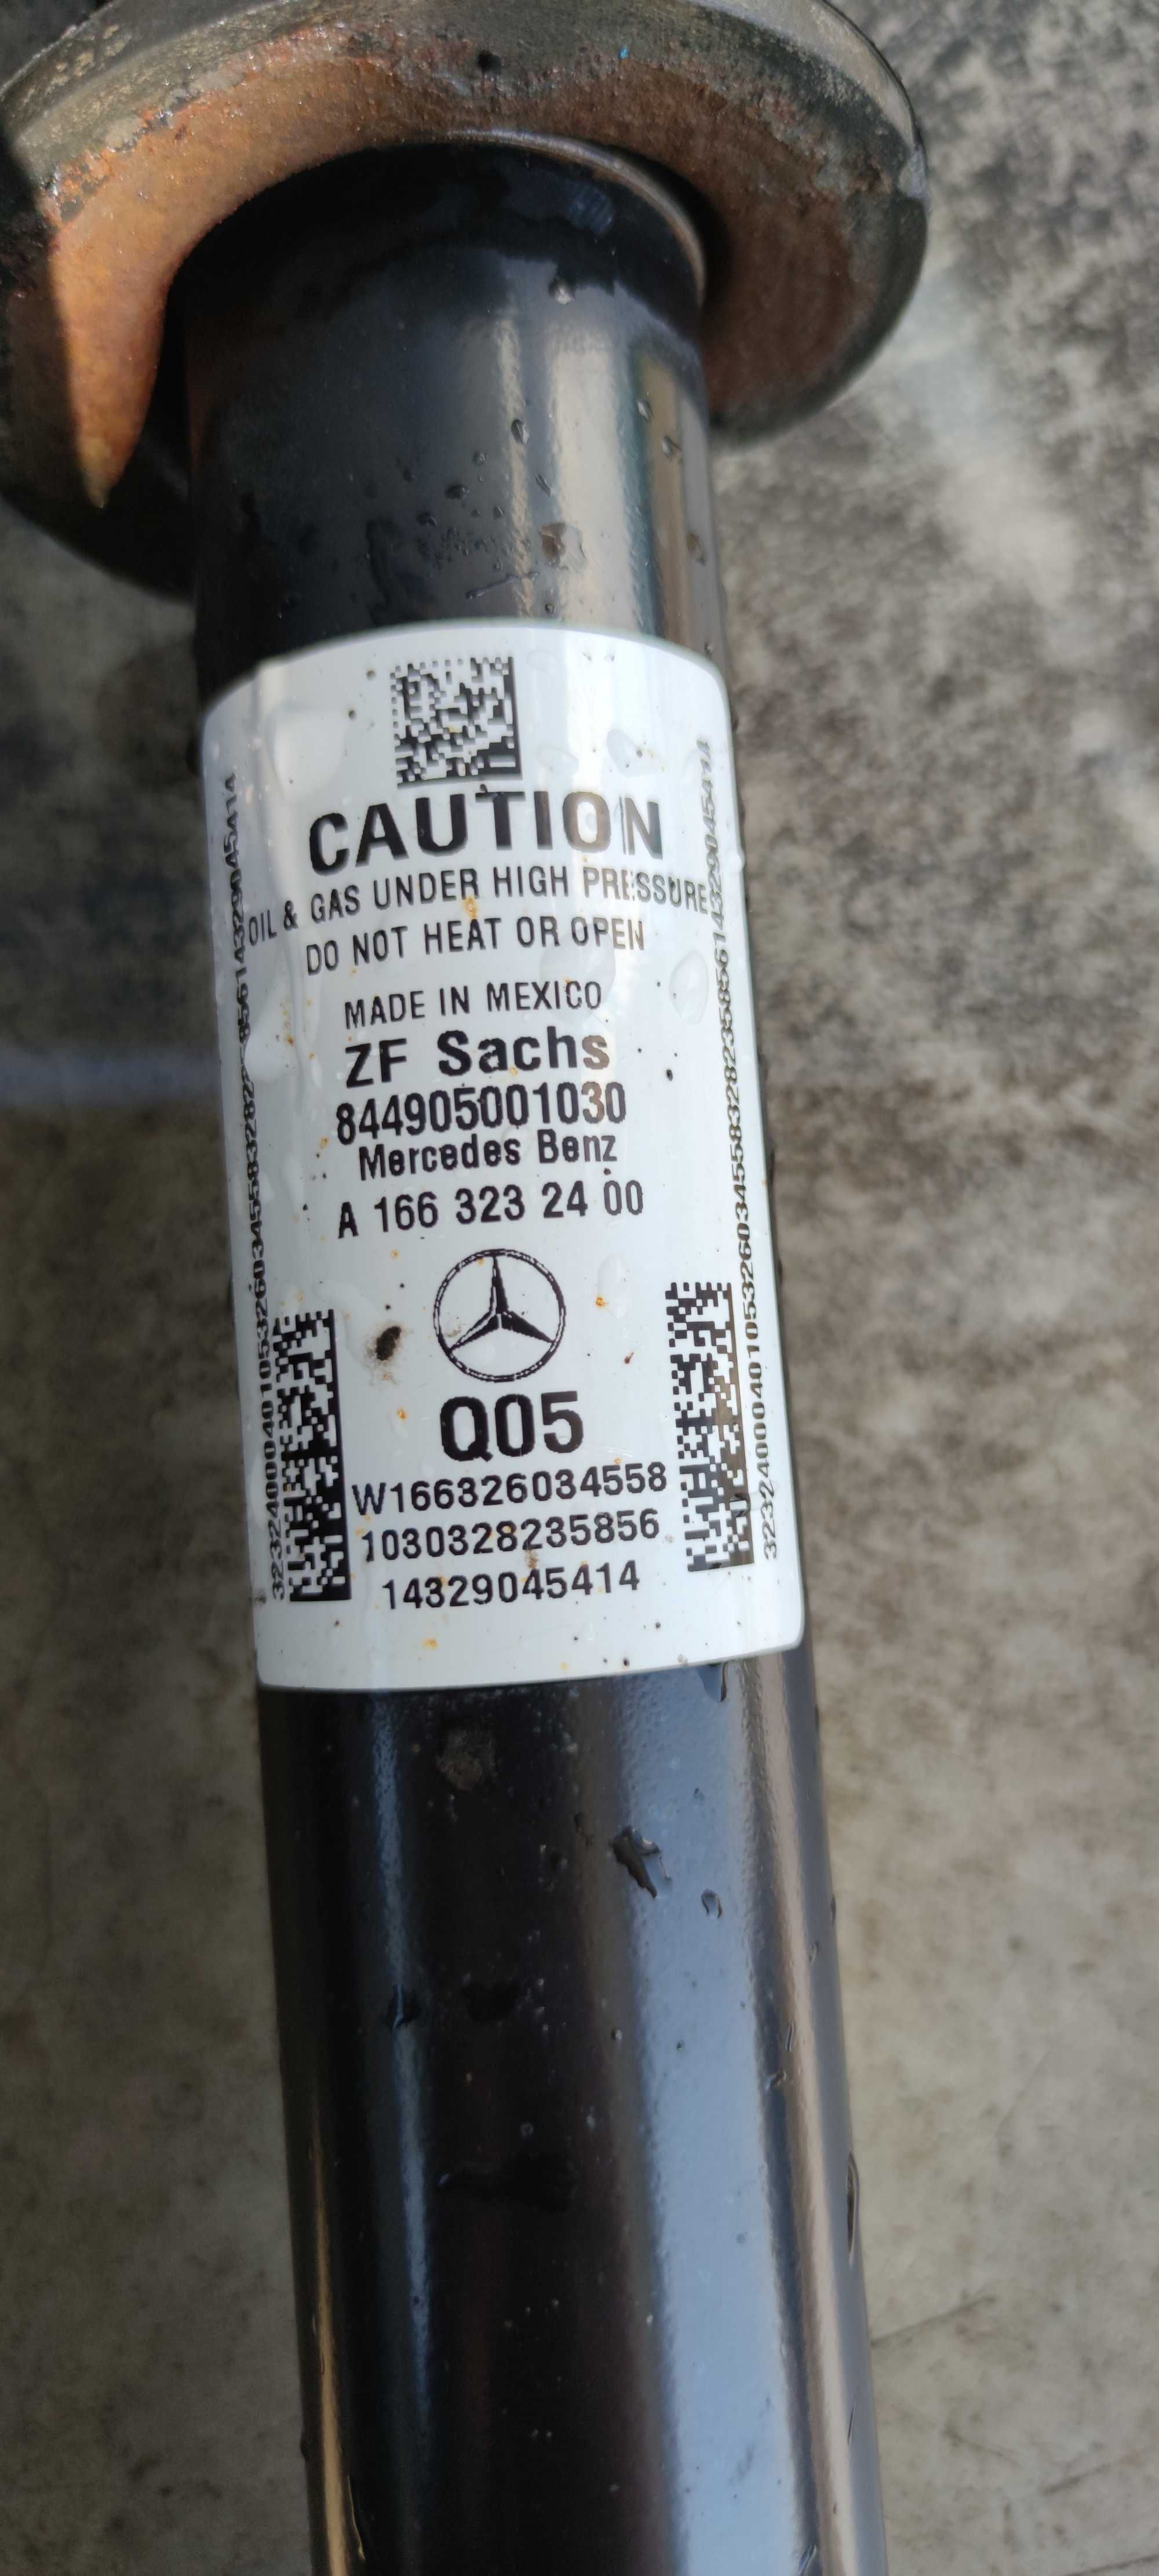 CAUTION
OIL & GAS UNDER HIGH PRESSURE
DO NOT HEAT OR OPEN
MADE IN MEXICO
ZF Sachs
844905001030
Mercedes Benz
A 166 323 24 00
Q05
W166326034558
1030328235856
14329045414
323240004010532603455832823585614329045414